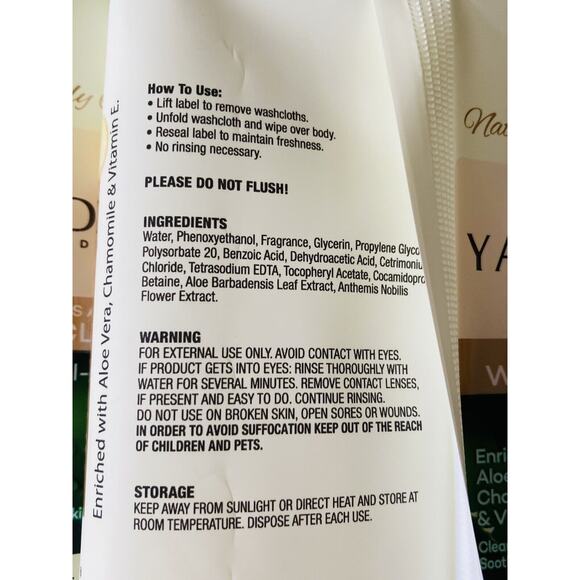 How To Use:
• Lift label to remove washcloths.
• Unfold washcloth and wipe over body.
• Reseal label to maintain freshness.
• No rinsing necessary.
PLEASE DO NOT FLUSH!
INGREDIENTS
Water, Phenoxyethanol, Fragrance, Glycerin, Propylene Glyco
Polysorbate 20, Benzoic Acid, Dehydroacetic Acid, Cetrimoniu
Chloride, Tetrasodium EDTA, Tocopheryl Acetate, Cocamidopro
Betaine, Aloe Barbadensis Leaf Extract, Anthemis Nobilis
Flower Extract.
WARNING
FOR EXTERNAL USE ONLY. AVOID CONTACT WITH EYES.
IF PRODUCT GETS INTO EYES: RINSE THOROUGHLY WITH
WATER FOR SEVERAL MINUTES. REMOVE CONTACT LENSES,
IF PRESENT AND EASY TO DO. CONTINUE RINSING.
DO NOT USE ON BROKEN SKIN, OPEN SORES OR WOUNDS.
IN ORDER TO AVOID SUFFOCATION KEEP OUT OF THE REACH
OF CHILDREN AND PETS.
STORAGE
KEEP AWAY FROM SUNLIGHT OR DIRECT HEAT AND STORE AT
ROOM TEMPERATURE. DISPOSE AFTER EACH USE.
Enriched with Aloe Vera, Chamomile & Vitamin E.
Nat
YA
W
Enri
Aloe
Cha
& V
Clea
Soot